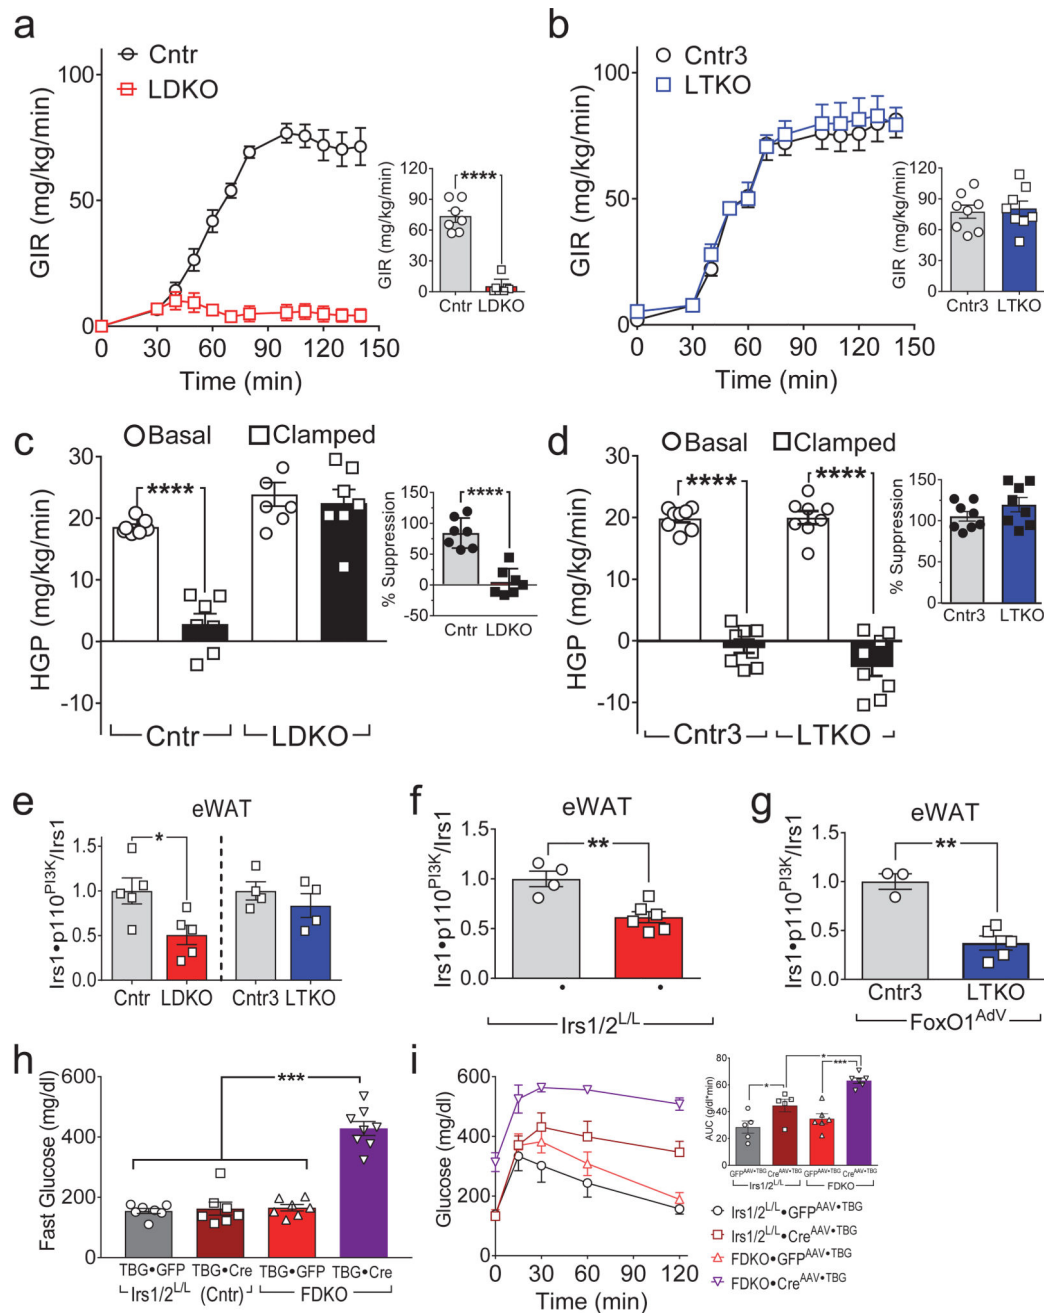 a
Cntr
LDKO
GIR (mg/kg/min)
100
50
0
0 30 60 90 120 150
Time (min)
GIR (mg/kg/min)
120
90
60
30
0
****
Cntr LDKO
b
Cntr3
LTKO
GIR (mg/kg/min)
100
50
0
0 30 60 90 120 150
Time (min)
GIR (mg/kg/min)
120
90
60
30
0
Cntr3 LTKO
c
Basal Clamped
HGP (mg/kg/min)
30
20
10
0
-10
****
Cntr LDKO
% Suppression
100
50
0
-50
****
Cntr LDKO
d
Basal Clamped
HGP (mg/kg/min)
30
20
10
0
-10
**** ****
Cntr3 LTKO
% Suppression
150
100
50
0
Cntr3 LTKO
e
eWAT
Irs1•p110PI3K/Irs1
1.5
1.0
0.5
0.0
*
Cntr LDKO Cntr3 LTKO
f
eWAT
Irs1•p110PI3K/Irs1
1.5
1.0
0.5
0.0
**
• •
Irs1/2L/L
g
eWAT
Irs1•p110PI3K/Irs1
1.5
1.0
0.5
0.0
**
Cntr3 LTKO
FoxO1AdV
h
Fast Glucose (mg/dl)
600
400
200
0
***
TBG•GFP TBG•Cre TBG•GFP TBG•Cre
Irs1/2L/L (Cntr) FDKO
i
Glucose (mg/dl)
600
400
200
0
0 30 60 90 120
Time (min)
AUC (g/dl*min)
80
60
40
20
0
*
* ***
GFPAAV•TBG CreAAV•TBG GFPAAV•TBG CreAAV•TBG
Irs1/2L/L FDKO
Irs1/2L/L•GFPAAV•TBG
Irs1/2L/L•CreAAV•TBG
FDKO•GFPAAV•TBG
FDKO•CreAAV•TBG